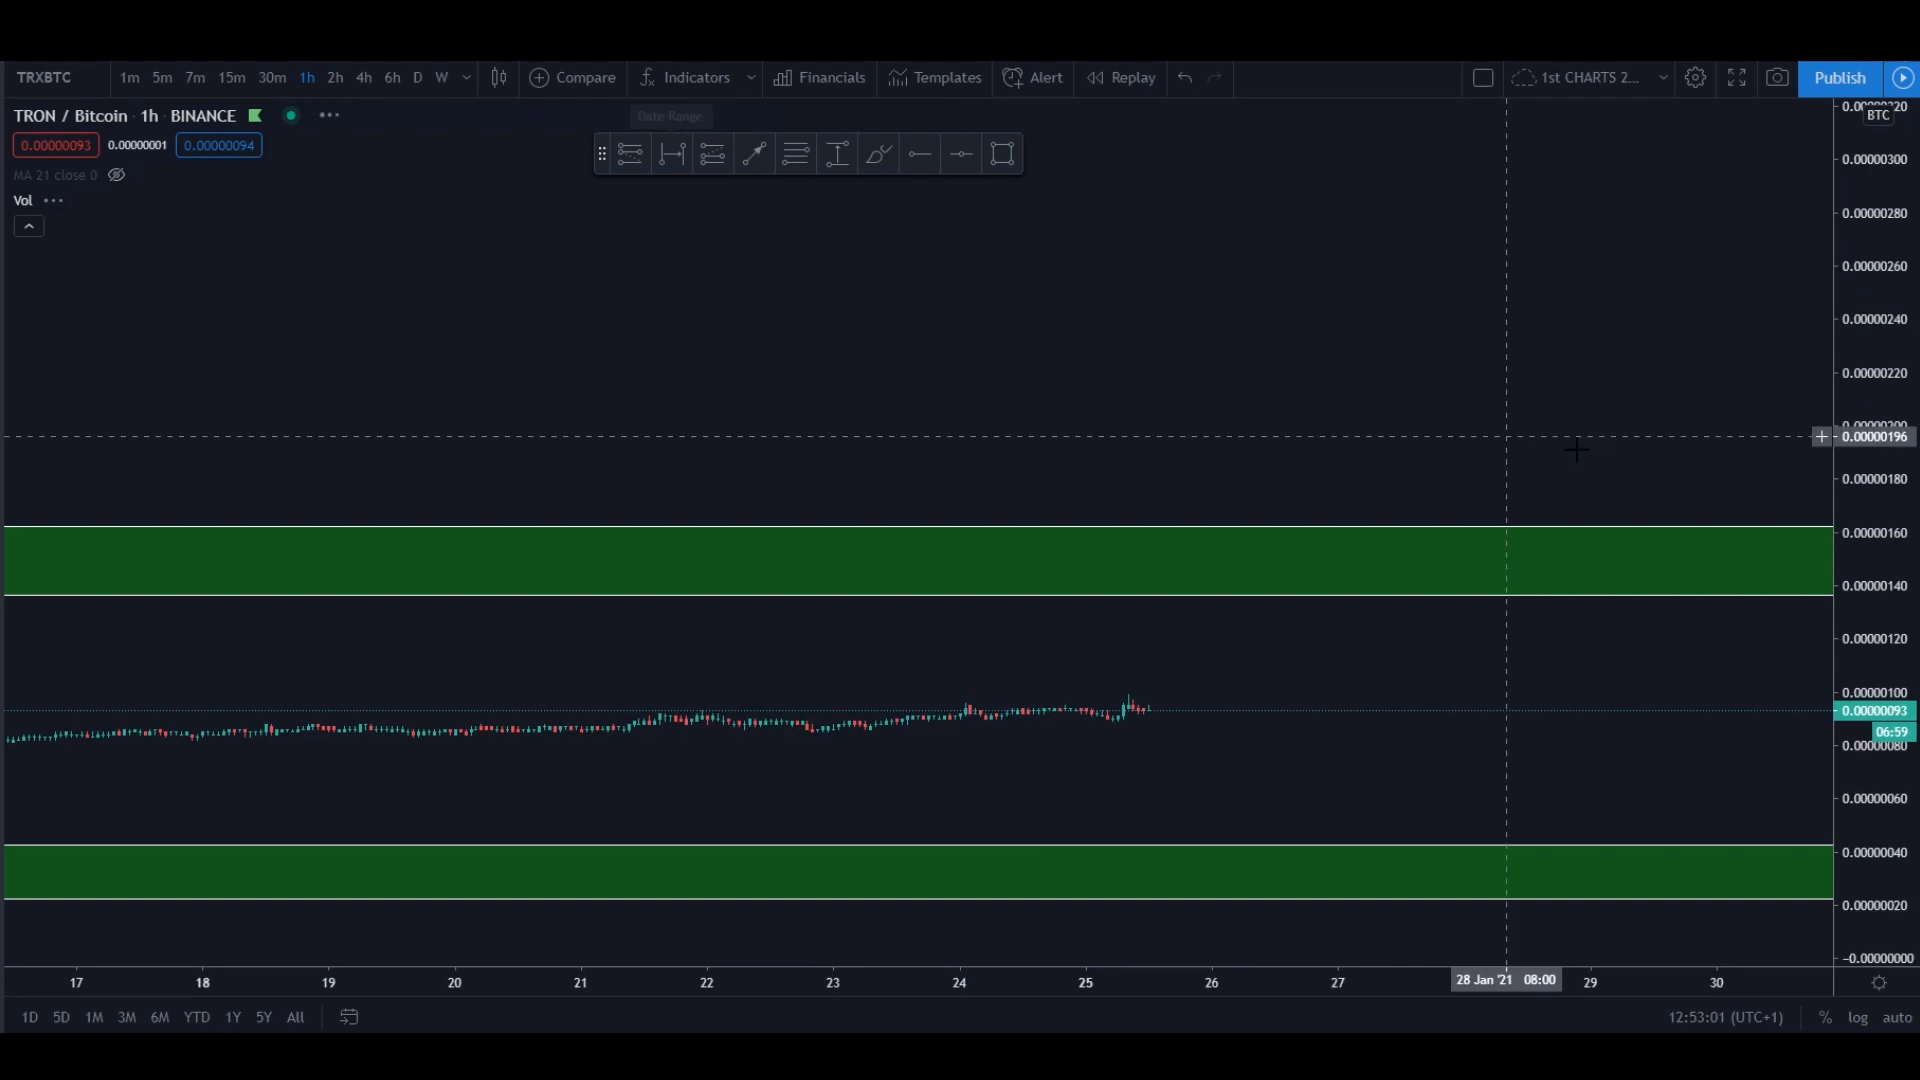 TRXBTC 1m 5m 7m 15m 30m 1h 2h 4h 6h D W Compare Indicators Financials Templates Alert Replay 1st CHARTS 2... Publish
TRON / Bitcoin · 1h · BINANCE
Date Range
0.00000093 0.00000001 0.00000094
MA 21 close 0
Vol
BTC
0.00000300
0.00000280
0.00000260
0.00000240
0.00000220
0.00000196
0.00000180
0.00000160
0.00000140
0.00000120
0.00000100
0.00000093
06:59
0.00000080
0.00000060
0.00000040
0.00000020
-0.00000000
17 18 19 20 21 22 23 24 25 26 27 28 Jan '21 08:00 29 30
1D 5D 1M 3M 6M YTD 1Y 5Y All 12:53:01 (UTC+1) % log auto